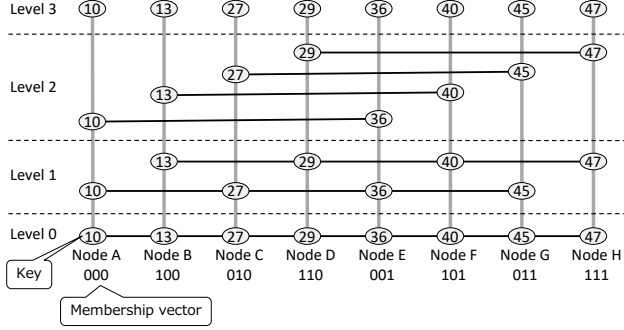 Level 3 10 13 27 29 36 40 45 47
29 47
27 45
Level 2
13 40
10 36
13 29 40 47
Level 1
10 27 36 45
Level 0 10 13 27 29 36 40 45 47
Key
Node A Node B Node C Node D Node E Node F Node G Node H
000 100 010 110 001 101 011 111
Membership vector